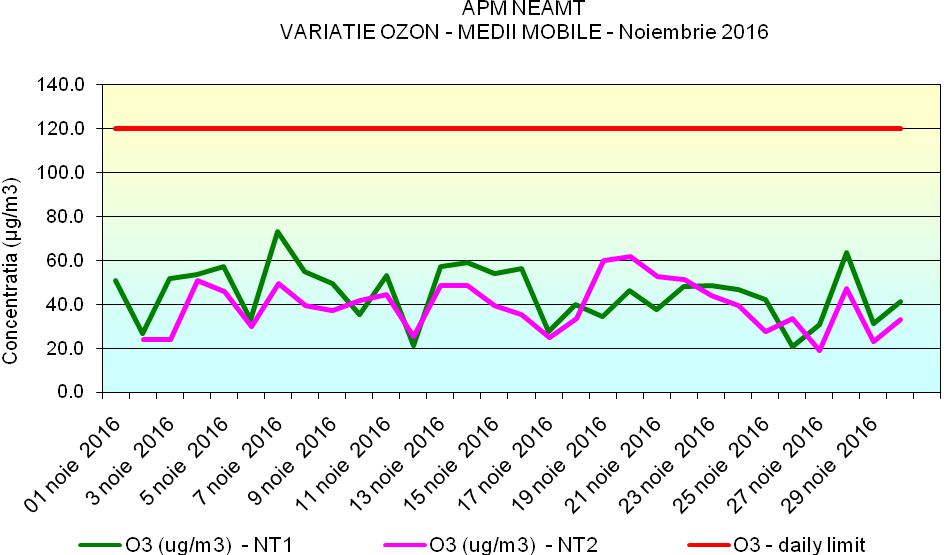 APM NEAMT
VARIATIE OZON - MEDII MOBILE - Noiembrie 2016
Concentratia (µg/m3)
140.0
120.0
100.0
80.0
60.0
40.0
20.0
0.0
01 noie 2016
3 noie 2016
5 noie 2016
7 noie 2016
9 noie 2016
11 noie 2016
13 noie 2016
15 noie 2016
17 noie 2016
19 noie 2016
21 noie 2016
23 noie 2016
25 noie 2016
27 noie 2016
29 noie 2016
O3 (ug/m3) - NT1
O3 (ug/m3) - NT2
O3 - daily limit